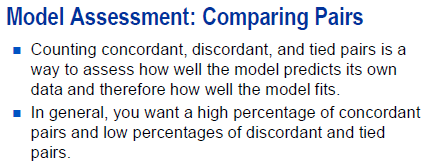 Model Assessment: Comparing Pairs
Counting concordant, discordant, and tied pairs is a
way to assess how well the model predicts its own
data and therefore how well the model fits.
In general, you want a high percentage of concordant
pairs and low percentages of discordant and tied
pairs.